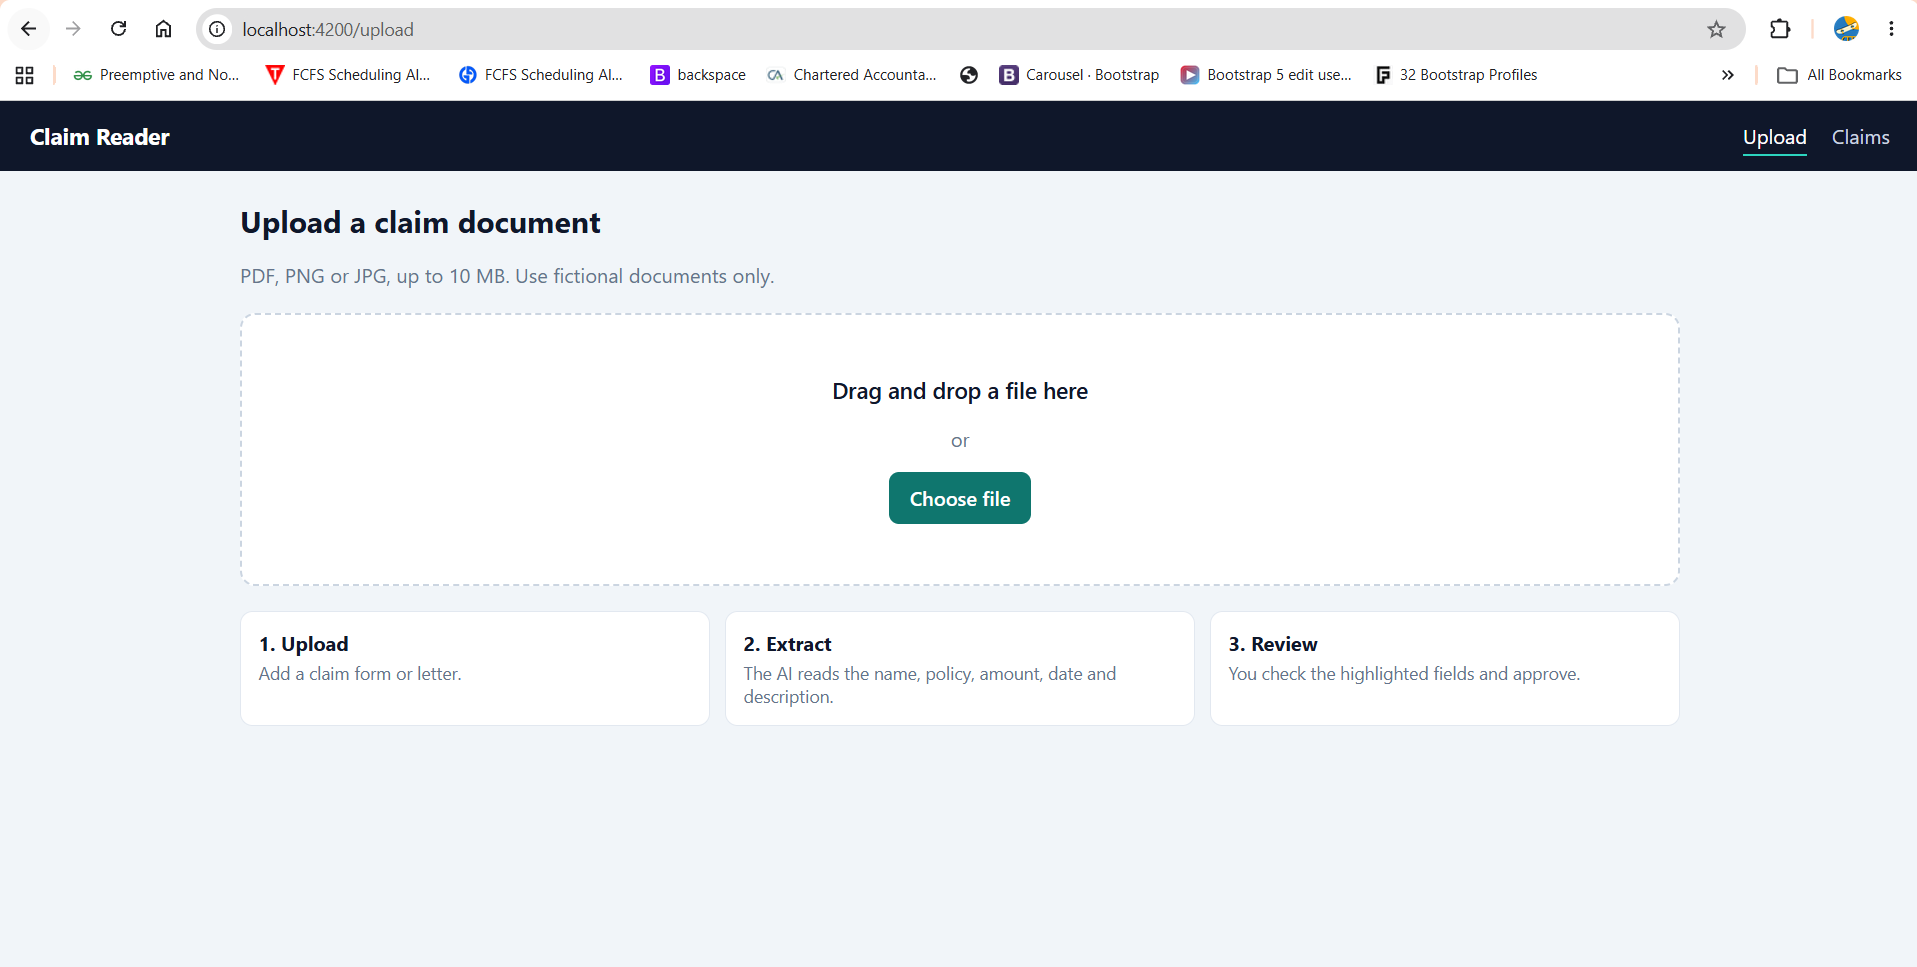 localhost:4200/upload
Preemptive and No...
FCFS Scheduling Al...
FCFS Scheduling Al...
backspace
Chartered Accounta...
Carousel · Bootstrap
Bootstrap 5 edit use...
32 Bootstrap Profiles
All Bookmarks
Claim Reader
Upload
Claims
Upload a claim document
PDF, PNG or JPG, up to 10 MB. Use fictional documents only.
Drag and drop a file here
or
Choose file
1. Upload
Add a claim form or letter.
2. Extract
The AI reads the name, policy, amount, date and
description.
3. Review
You check the highlighted fields and approve.